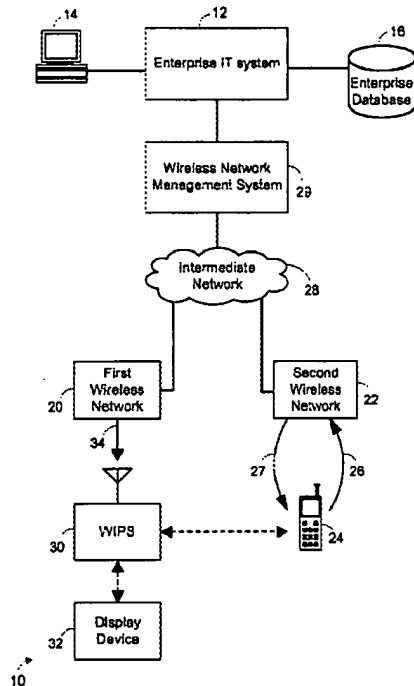 14
12
16
Enterprise IT system
Enterprise
Database
Wireless Network
Management System
29
Intermediate
Network
28
First
Wireless
Network
20
Second
Wireless
Network
22
34
27
26
WIPS
30
24
Display
Device
32
10